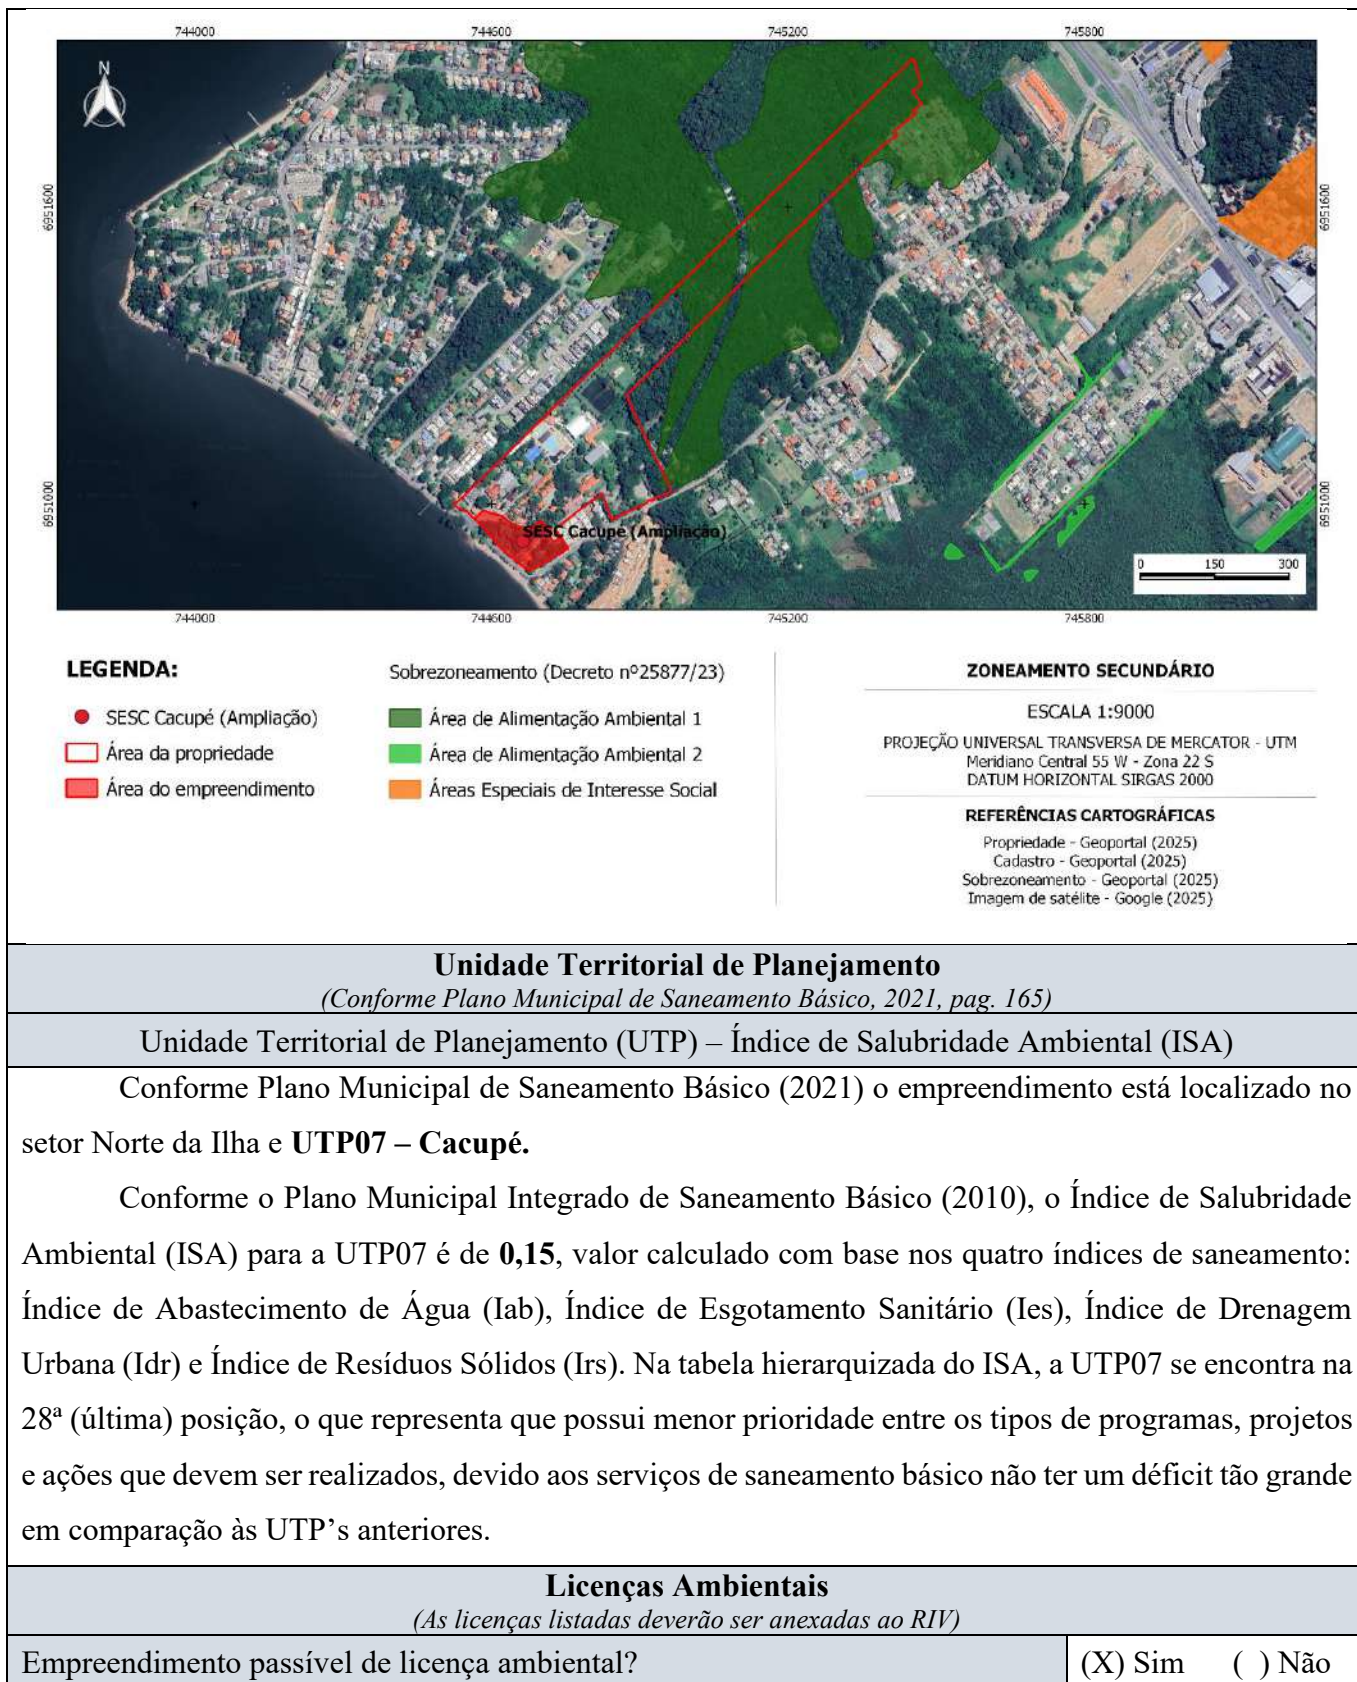 744000 744600 745200 745800
N
6951600 6951600
6951000 6951000
SESC Cacupé (Ampliação)
0 150 300
744000 744600 745200 745800
LEGENDA:
SESC Cacupé (Ampliação)
Área da propriedade
Área do empreendimento
Sobrezoneamento (Decreto nº25877/23)
Área de Alimentação Ambiental 1
Área de Alimentação Ambiental 2
Áreas Especiais de Interesse Social
ZONEAMENTO SECUNDÁRIO
ESCALA 1:9000
PROJEÇÃO UNIVERSAL TRANSVERSA DE MERCATOR - UTM
Meridiano Central 55 W - Zona 22 S
DATUM HORIZONTAL SIRGAS 2000
REFERÊNCIAS CARTOGRÁFICAS
Propriedade - Geoportal (2025)
Cadastro - Geoportal (2025)
Sobrezoneamento - Geoportal (2025)
Imagem de satélite - Google (2025)
Unidade Territorial de Planejamento
(Conforme Plano Municipal de Saneamento Básico, 2021, pag. 165)
Unidade Territorial de Planejamento (UTP) – Índice de Salubridade Ambiental (ISA)
Conforme Plano Municipal de Saneamento Básico (2021) o empreendimento está localizado no
setor Norte da Ilha e UTP07 – Cacupé.
Conforme o Plano Municipal Integrado de Saneamento Básico (2010), o Índice de Salubridade
Ambiental (ISA) para a UTP07 é de 0,15, valor calculado com base nos quatro índices de saneamento:
Índice de Abastecimento de Água (Iab), Índice de Esgotamento Sanitário (Ies), Índice de Drenagem
Urbana (Idr) e Índice de Resíduos Sólidos (Irs). Na tabela hierarquizada do ISA, a UTP07 se encontra na
28ª (última) posição, o que representa que possui menor prioridade entre os tipos de programas, projetos
e ações que devem ser realizados, devido aos serviços de saneamento básico não ter um déficit tão grande
em comparação às UTP’s anteriores.
Licenças Ambientais
(As licenças listadas deverão ser anexadas ao RIV)
Empreendimento passível de licença ambiental? (X) Sim ( ) Não